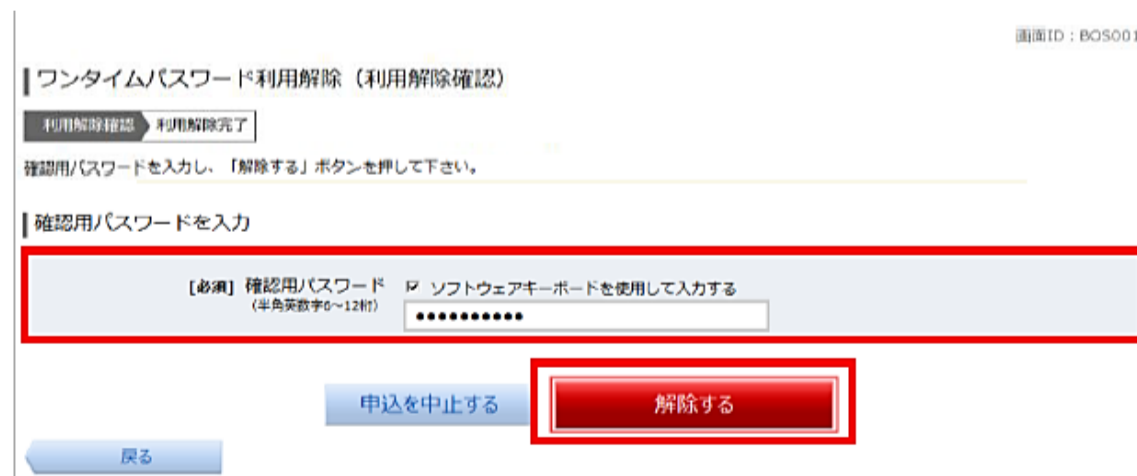 画面ID：BOS001
ワンタイムパスワード利用解除（利用解除確認）
利用解除確認 利用解除完了
確認用パスワードを入力し、「解除する」ボタンを押して下さい。
確認用パスワードを入力
[必須] 確認用パスワード ソフトウェアキーボードを使用して入力する
（半角英数字6～12桁） ●●●●●●●●●●
申込を中止する 解除する
戻る